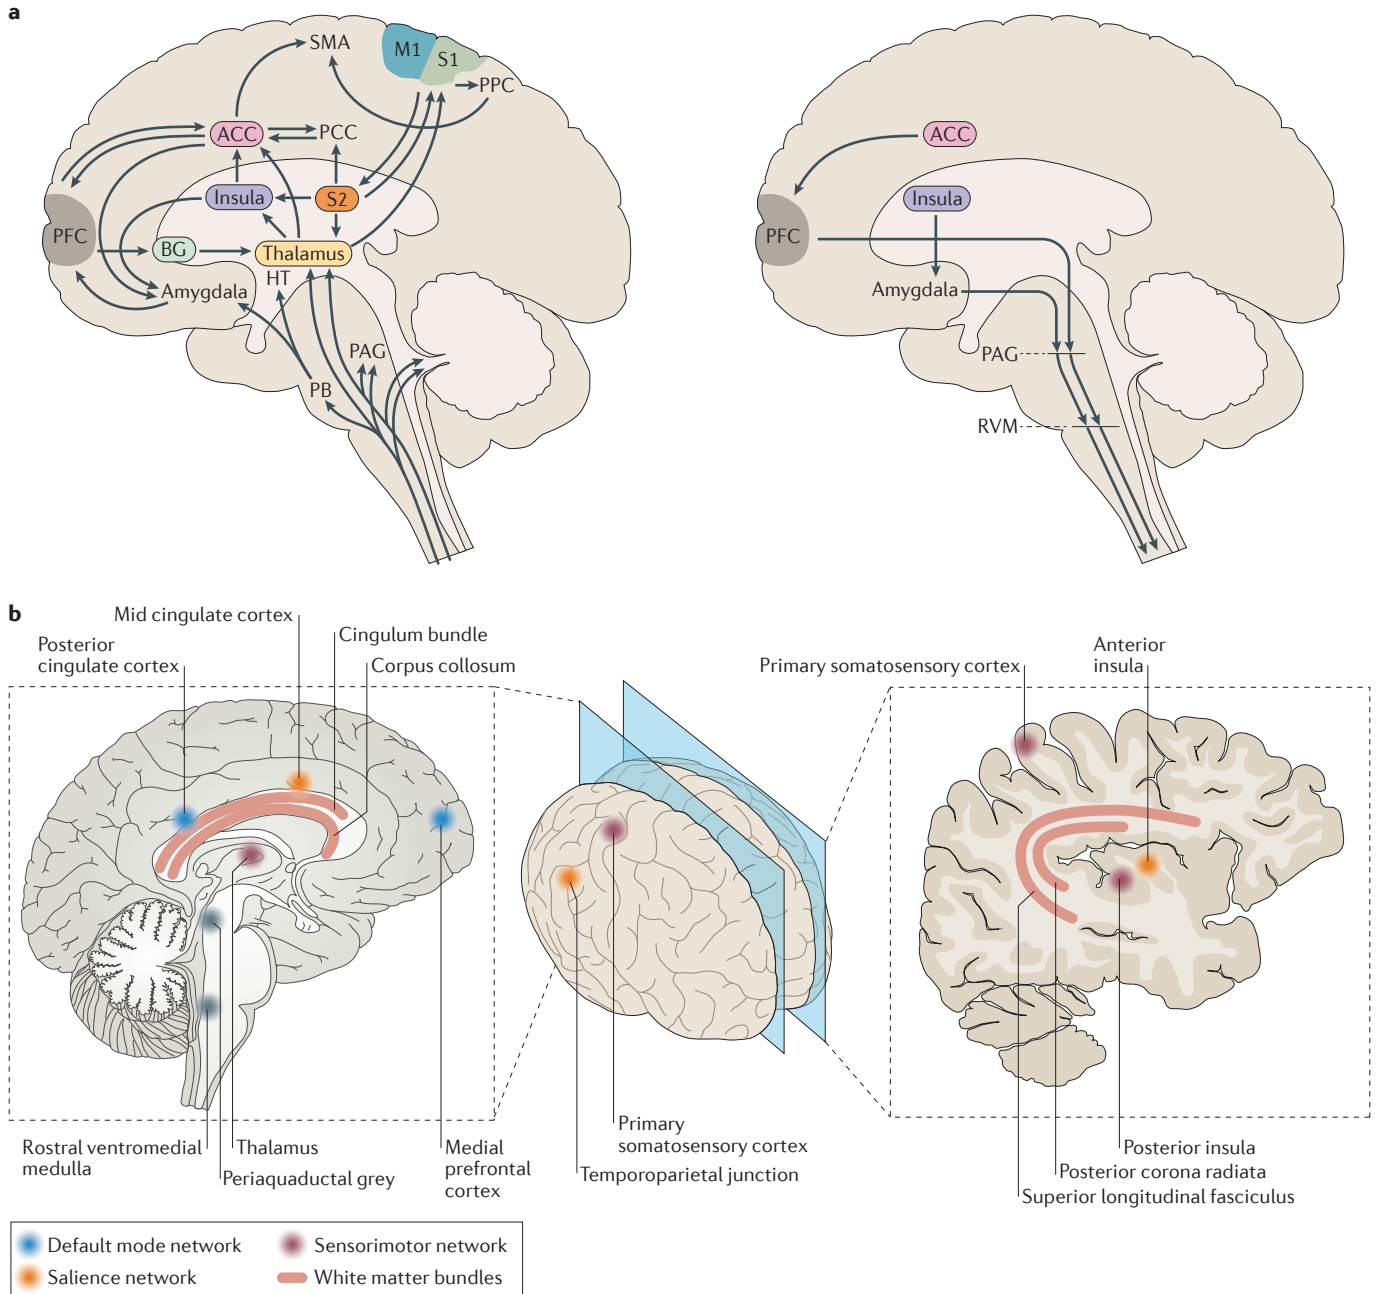 a
SMA
M1
S1
PPC
ACC
PCC
Insula
S2
PFC
BG
Thalamus
HT
Amygdala
PAG
PB
ACC
Insula
PFC
Amygdala
PAG
RVM
b
Mid cingulate cortex
Cingulum bundle
Posterior
cingulate cortex
Corpus collosum
Primary somatosensory cortex
Anterior
insula
Rostral ventromedial
medulla
Thalamus
Periaquaductal grey
Medial
prefrontal
cortex
Primary
somatosensory cortex
Temporoparietal junction
Posterior insula
Posterior corona radiata
Superior longitudinal fasciculus
Default mode network
Sensorimotor network
Salience network
White matter bundles